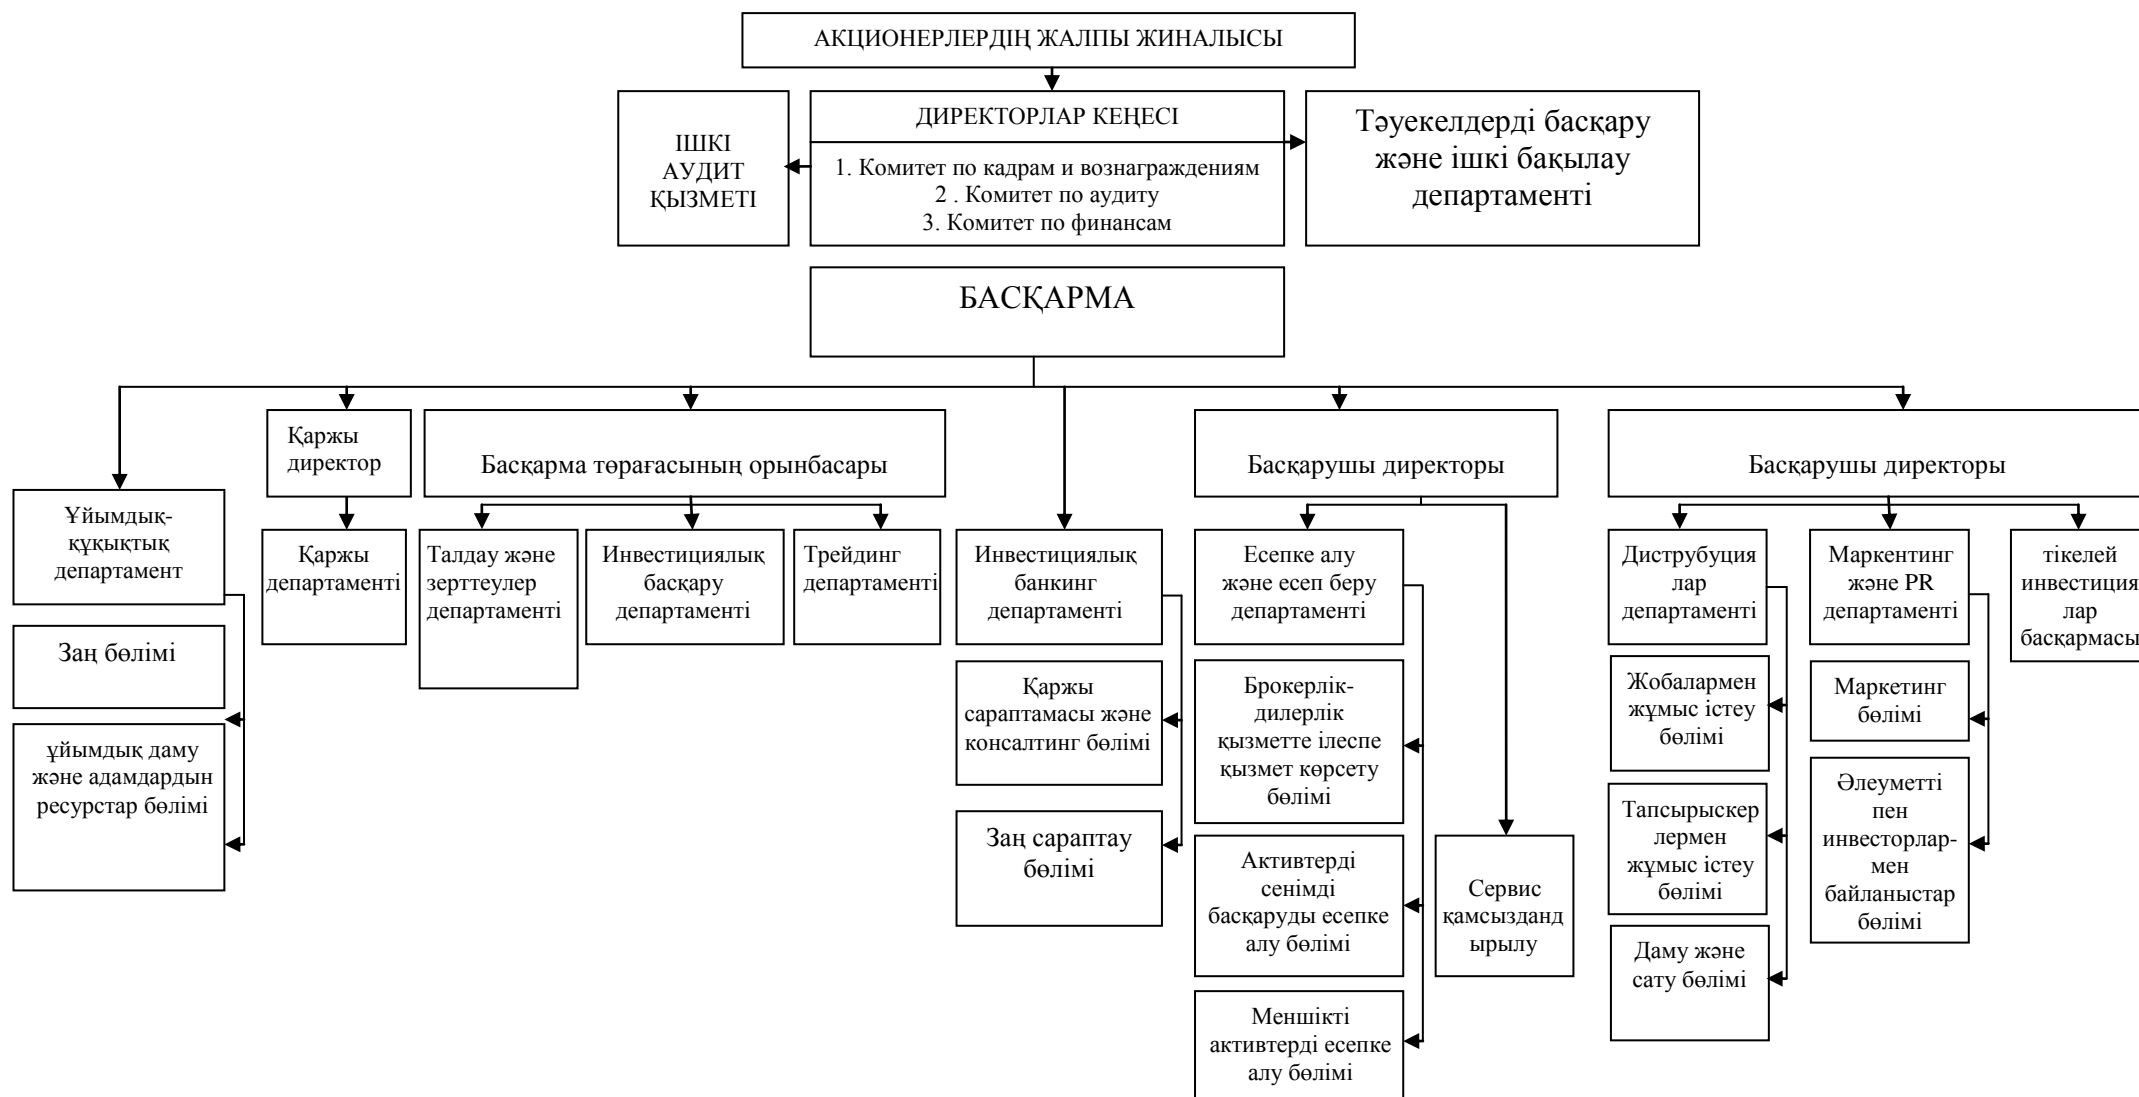 АКЦИОНЕРЛЕРДІҢ ЖАЛПЫ ЖИНАЛЫСЫ
ІШКІ
АУДИТ
ҚЫЗМЕТІ
ДИРЕКТОРЛАР КЕҢЕСІ
1. Комитет по кадрам и вознаграждениям
2 . Комитет по аудиту
3. Комитет по финансам
Тәуекелдерді басқару
және ішкі бақылау
департаменті
БАСҚАРМА
Қаржы
директор
Басқарма төрағасының орынбасары
Басқарушы директоры
Басқарушы директоры
Ұйымдық-
құқықтық
департамент
Қаржы
департаменті
Талдау және
зерттеулер
департаменті
Инвестициялық
басқару
департаменті
Трейдинг
департаменті
Инвестициялық
банкинг
департаменті
Есепке алу
және есеп беру
департаменті
Диструбуция
лар
департаменті
Маркентинг
және PR
департаменті
тікелей
инвестиция
лар
басқармасы
Заң бөлімі
ұйымдық даму
және адамдардын
ресурстар бөлімі
Қаржы
сараптамасы және
консалтинг бөлімі
Заң сараптау
бөлімі
Брокерлік-
дилерлік
қызметте ілеспе
қызмет көрсету
бөлімі
Активтерді
сенімді
басқаруды есепке
алу бөлімі
Меншікті
активтерді есепке
алу бөлімі
Сервис
қамсызданд
ырылу
Жобалармен
жұмыс істеу
бөлімі
Тапсырыскер
лермен
жұмыс істеу
бөлімі
Даму және
сату бөлімі
Маркетинг
бөлімі
Әлеуметті
пен
инвесторлар-
мен
байланыстар
бөлімі